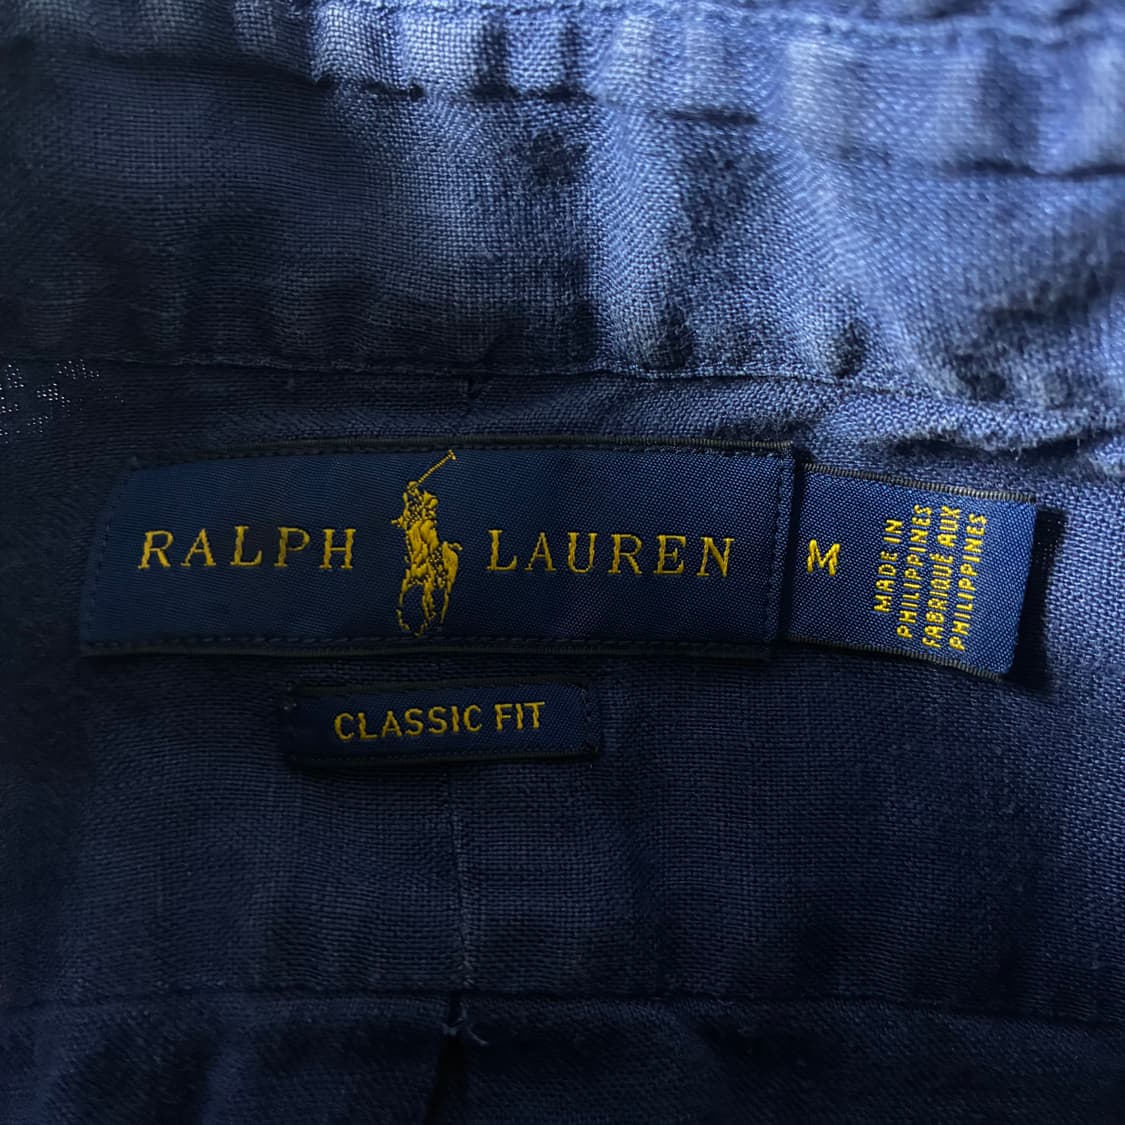 RALPH LAUREN
M
MADE IN
PHILIPPINES
FABRIQUÉ AUX
PHILIPPINES
CLASSIC FIT